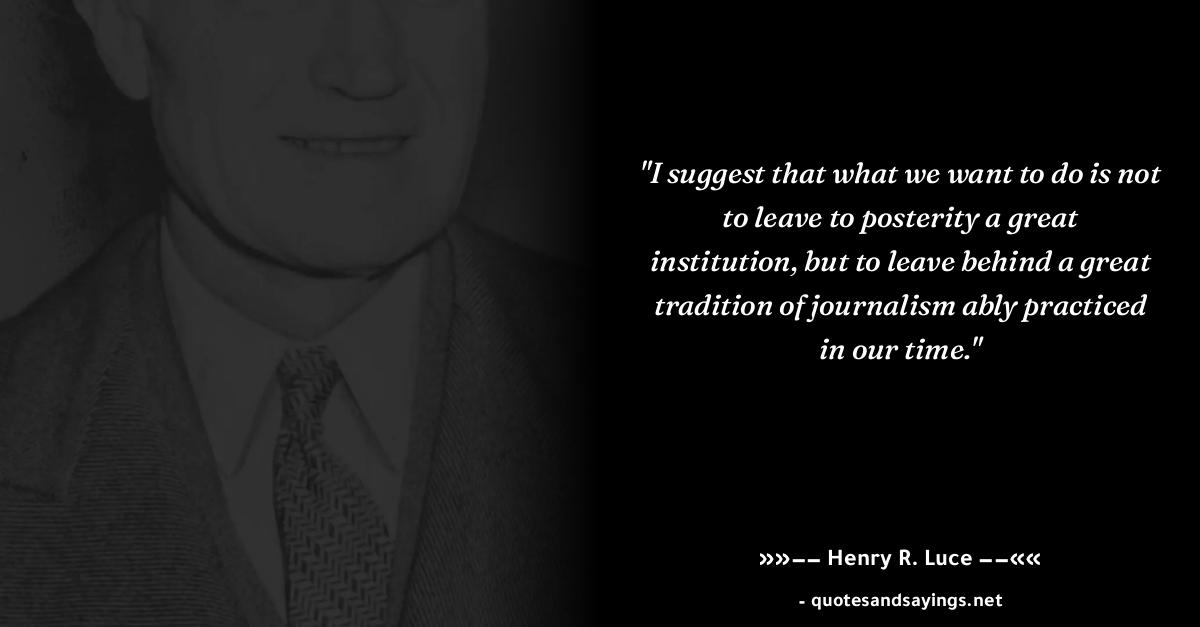 "I suggest that what we want to do is not
to leave to posterity a great
institution, but to leave behind a great
tradition of journalism ably practiced
in our time."
»»−− Henry R. Luce −−««
- quotesandsayings.net